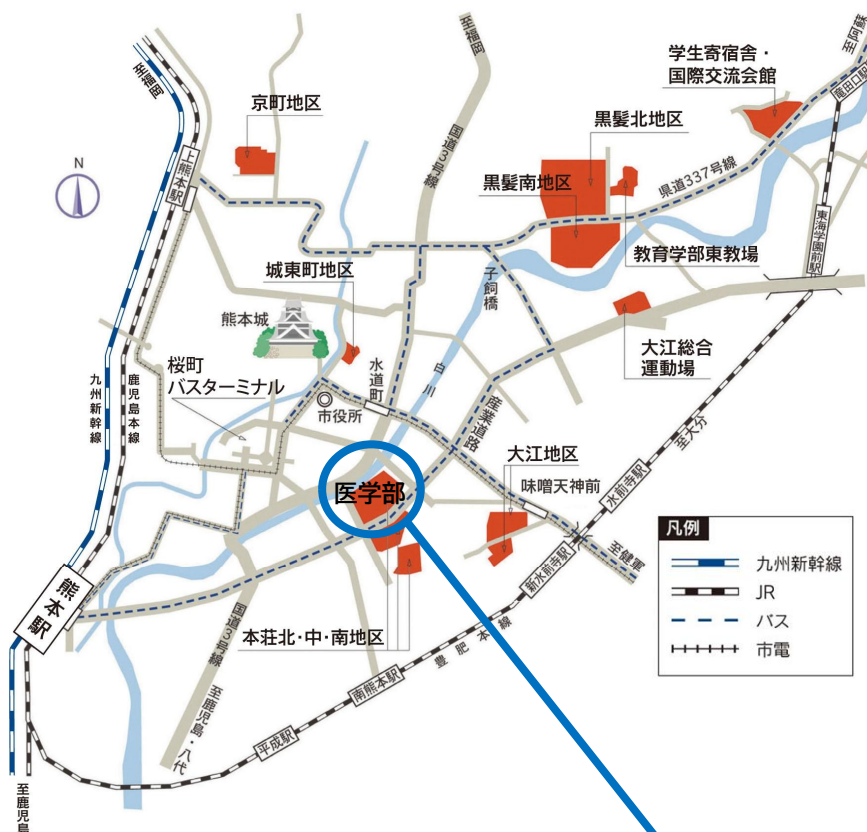 至福岡
至福岡
至阿蘇
学生寄宿舎・
国際交流会館
竜田口駅
京町地区
国道3号線
黒髪北地区
N
上熊本駅
黒髪南地区
県道337号線
東海学園前駅
城東町地区
子飼橋
教育学部東教場
熊本城
大江総合
運動場
桜町
バスターミナル
水道町
白川
九州新幹線
鹿児島本線
市役所
産業道路
至大分
大江地区
医学部
味噌天神前
水前寺駅
凡例
九州新幹線
JR
バス
市電
新水前寺駅
至健軍
熊本駅
本荘北・中・南地区
国道3号線
豊肥本線
南熊本駅
至鹿児島・八代
平成駅
至鹿児島